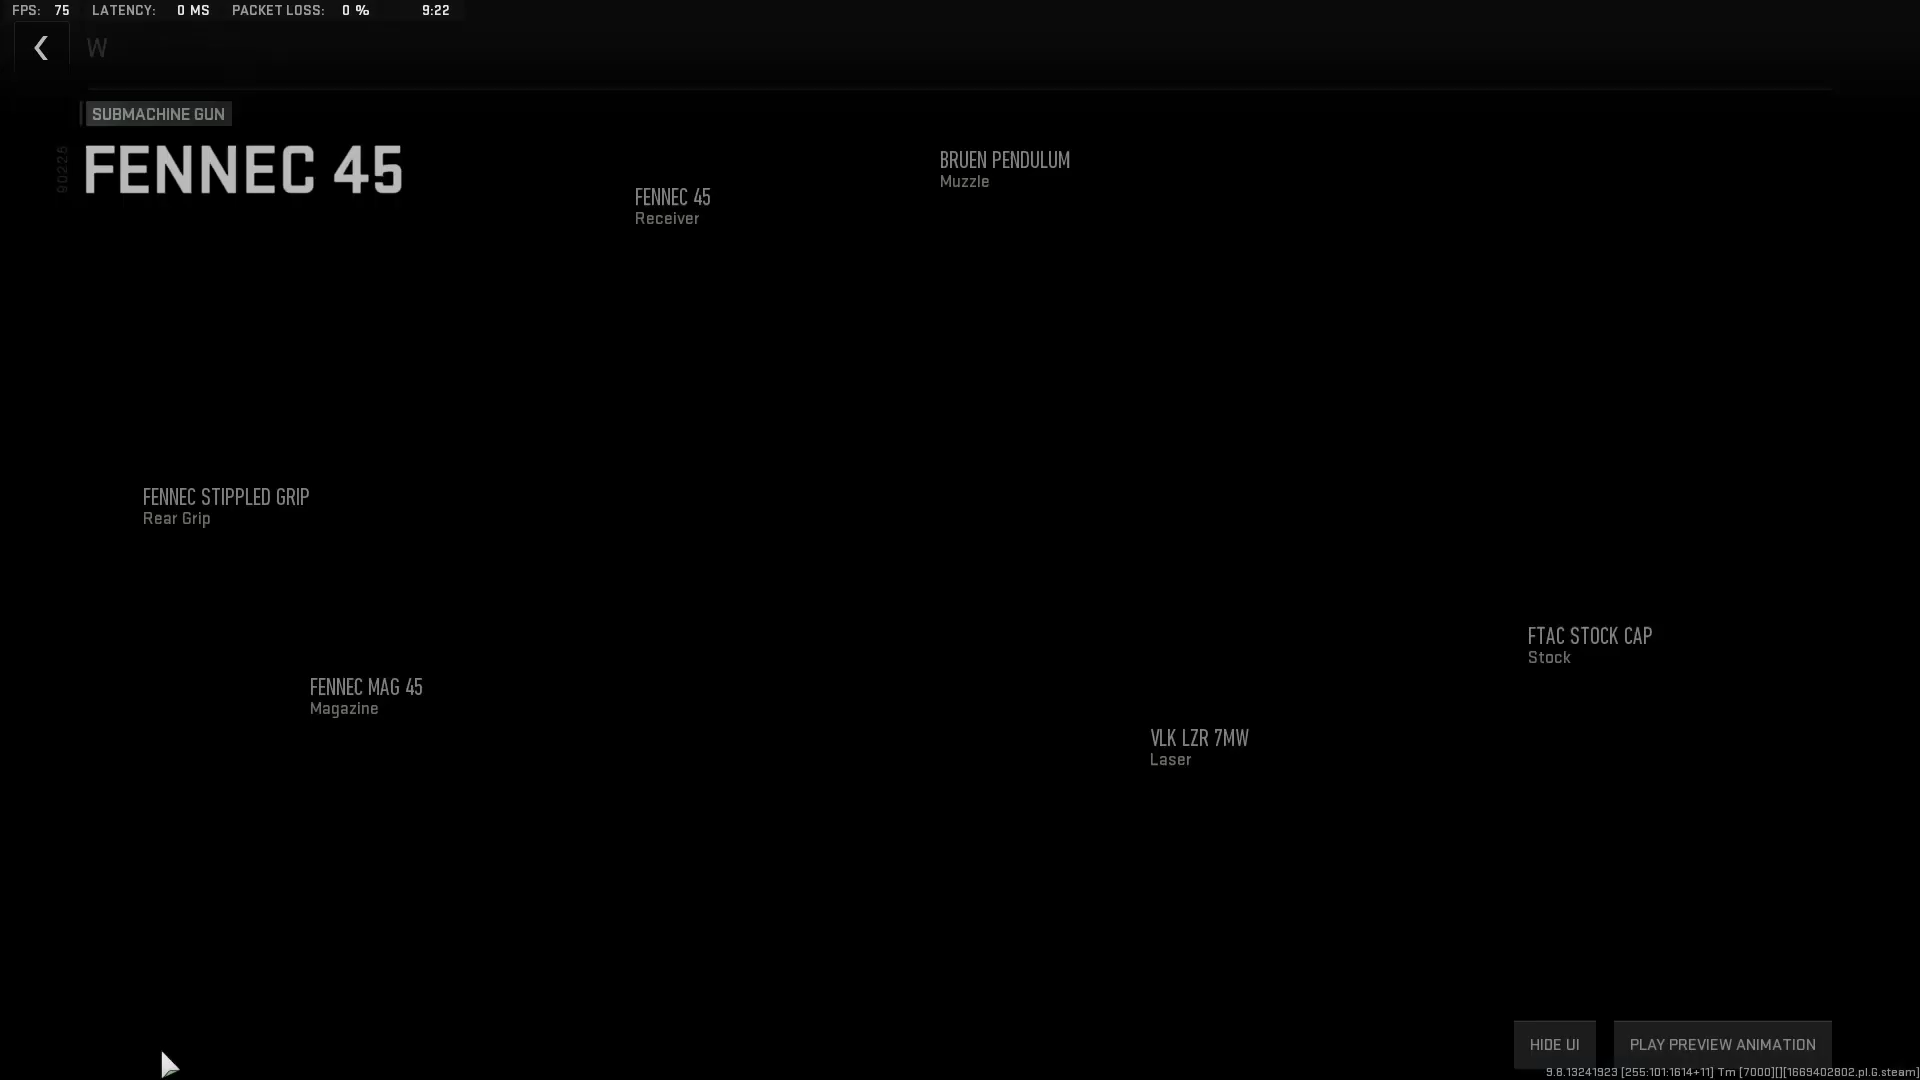 FPS: 75 LATENCY: 0 MS PACKET LOSS: 0 % 9:22
W
SUBMACHINE GUN
90226
FENNEC 45
BRUEN PENDULUM
Muzzle
FENNEC 45
Receiver
FENNEC STIPPLED GRIP
Rear Grip
FTAC STOCK CAP
Stock
FENNEC MAG 45
Magazine
VLK LZR 7MW
Laser
HIDE UI
PLAY PREVIEW ANIMATION
9.8.13241923 [255:101:1614+11] Tm [7000][][1669402802.pl.G.steam]